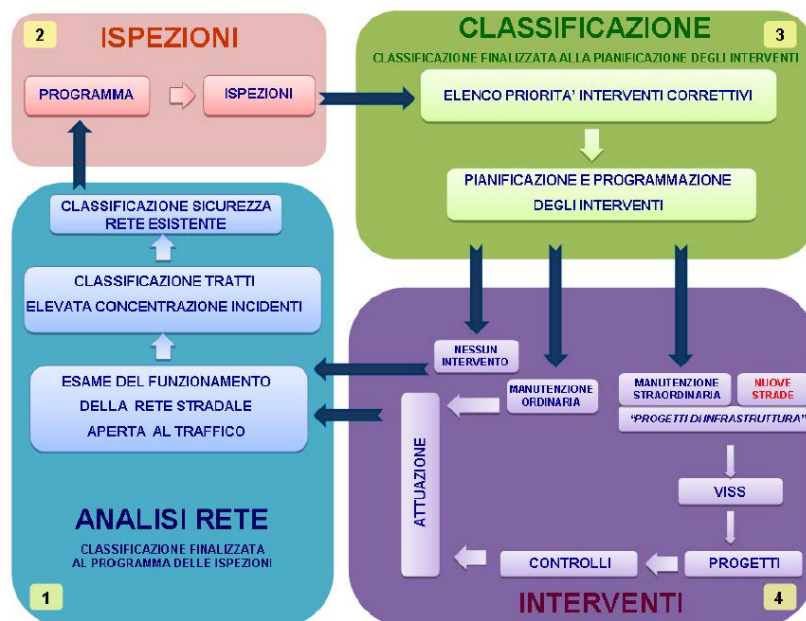 2
ISPEZIONI
PROGRAMMA
ISPEZIONI
CLASSIFICAZIONE
3
CLASSIFICAZIONE FINALIZZATA ALLA PIANIFICAZIONE DEGLI INTERVENTI
ELENCO PRIORITA' INTERVENTI CORRETTIVI
PIANIFICAZIONE E PROGRAMMAZIONE
DEGLI INTERVENTI
CLASSIFICAZIONE SICUREZZA
RETE ESISTENTE
CLASSIFICAZIONE TRATTI
ELEVATA CONCENTRAZIONE INCIDENTI
ESAME DEL FUNZIONAMENTO
DELLA RETE STRADALE
APERTA AL TRAFFICO
ANALISI RETE
CLASSIFICAZIONE FINALIZZATA
AL PROGRAMMA DELLE ISPEZIONI
1
NESSUN
INTERVENTO
MANUTENZIONE
ORDINARIA
MANUTENZIONE
STRAORDINARIA
NUOVE
STRADE
"PROGETTI DI INFRASTRUTTURA"
ATTUAZIONE
VISS
CONTROLLI
PROGETTI
INTERVENTI
4